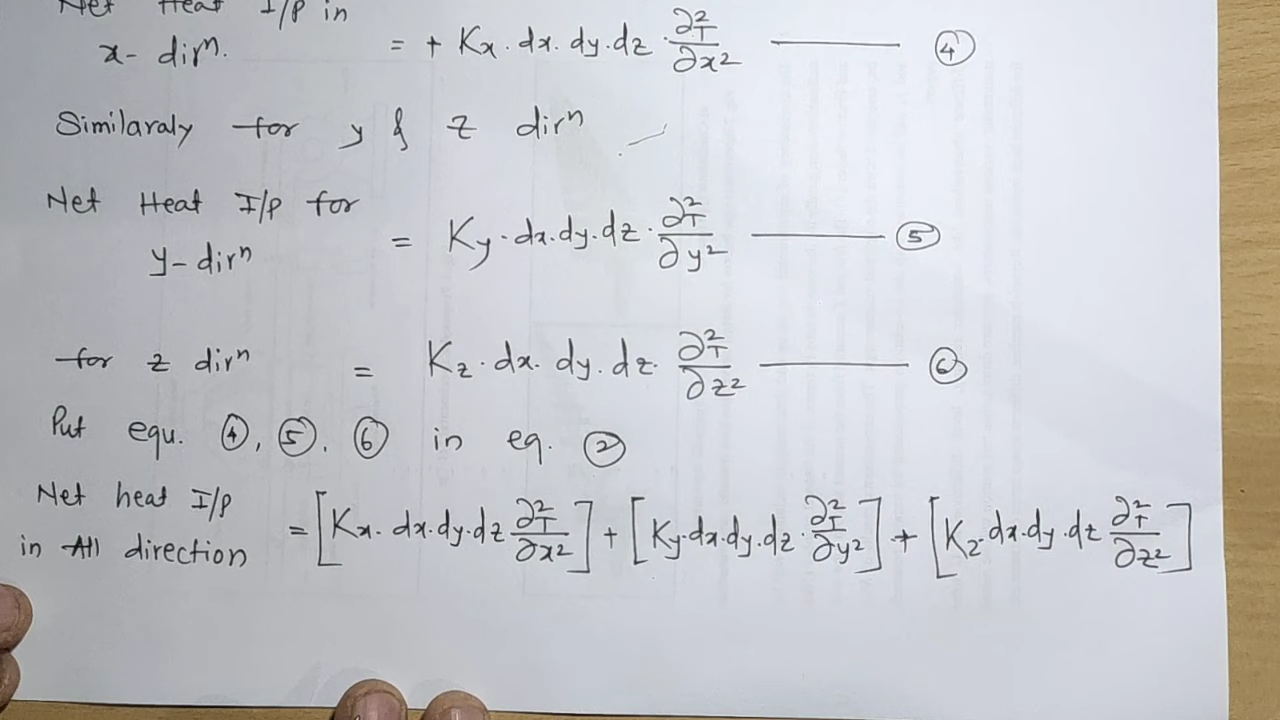 Net Heat I/p in
x- dirⁿ. = + Kx . dx. dy. dz . ∂²T/∂x² ——— ④
Similaraly for y & z dirⁿ
Net Heat I/p for
y- dirⁿ = Ky . dx. dy. dz . ∂²T/∂y² ——— ⑤
for z dirⁿ = Kz . dx. dy. dz. ∂²T/∂z² ——— ⑥
Put equ. ④, ⑤. ⑥ in eq. ②
Net heat I/p
in All direction = [Kx. dx. dy. dz ∂²T/∂x²] + [Ky. dx. dy. dz . ∂²T/∂y²] + [Kz dx. dy . dz ∂²T/∂z²]